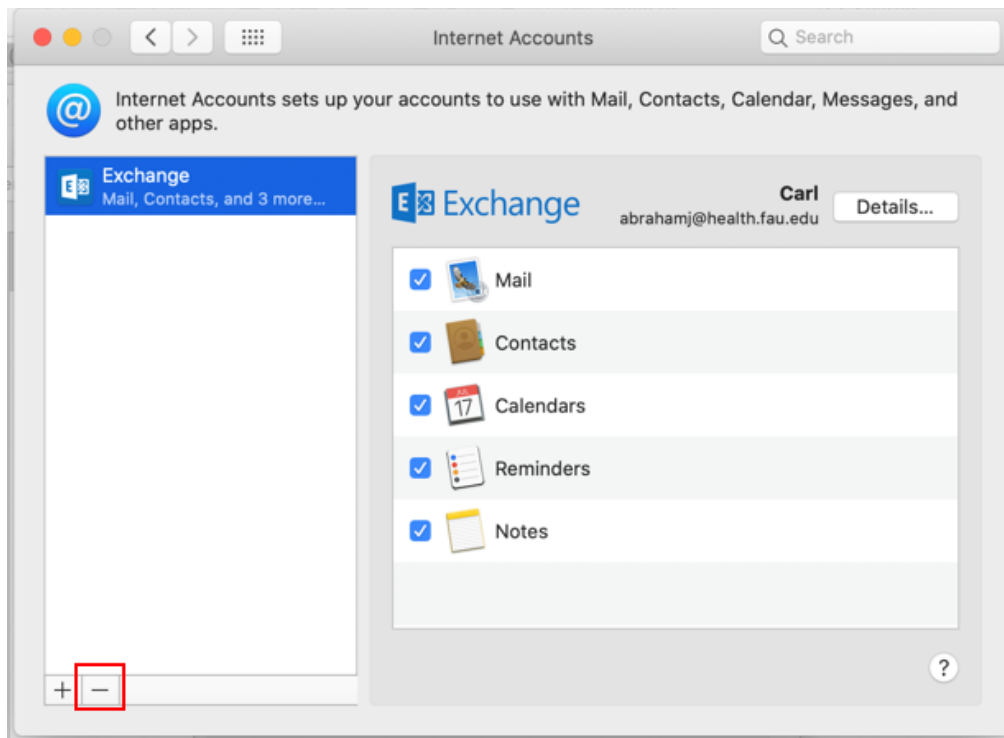 Internet Accounts
Search
Internet Accounts sets up your accounts to use with Mail, Contacts, Calendar, Messages, and
other apps.
Exchange
Mail, Contacts, and 3 more...
E Exchange
Carl
abrahamj@health.fau.edu
Details...
Mail
Contacts
JUL
17
Calendars
Reminders
Notes
?
+ −